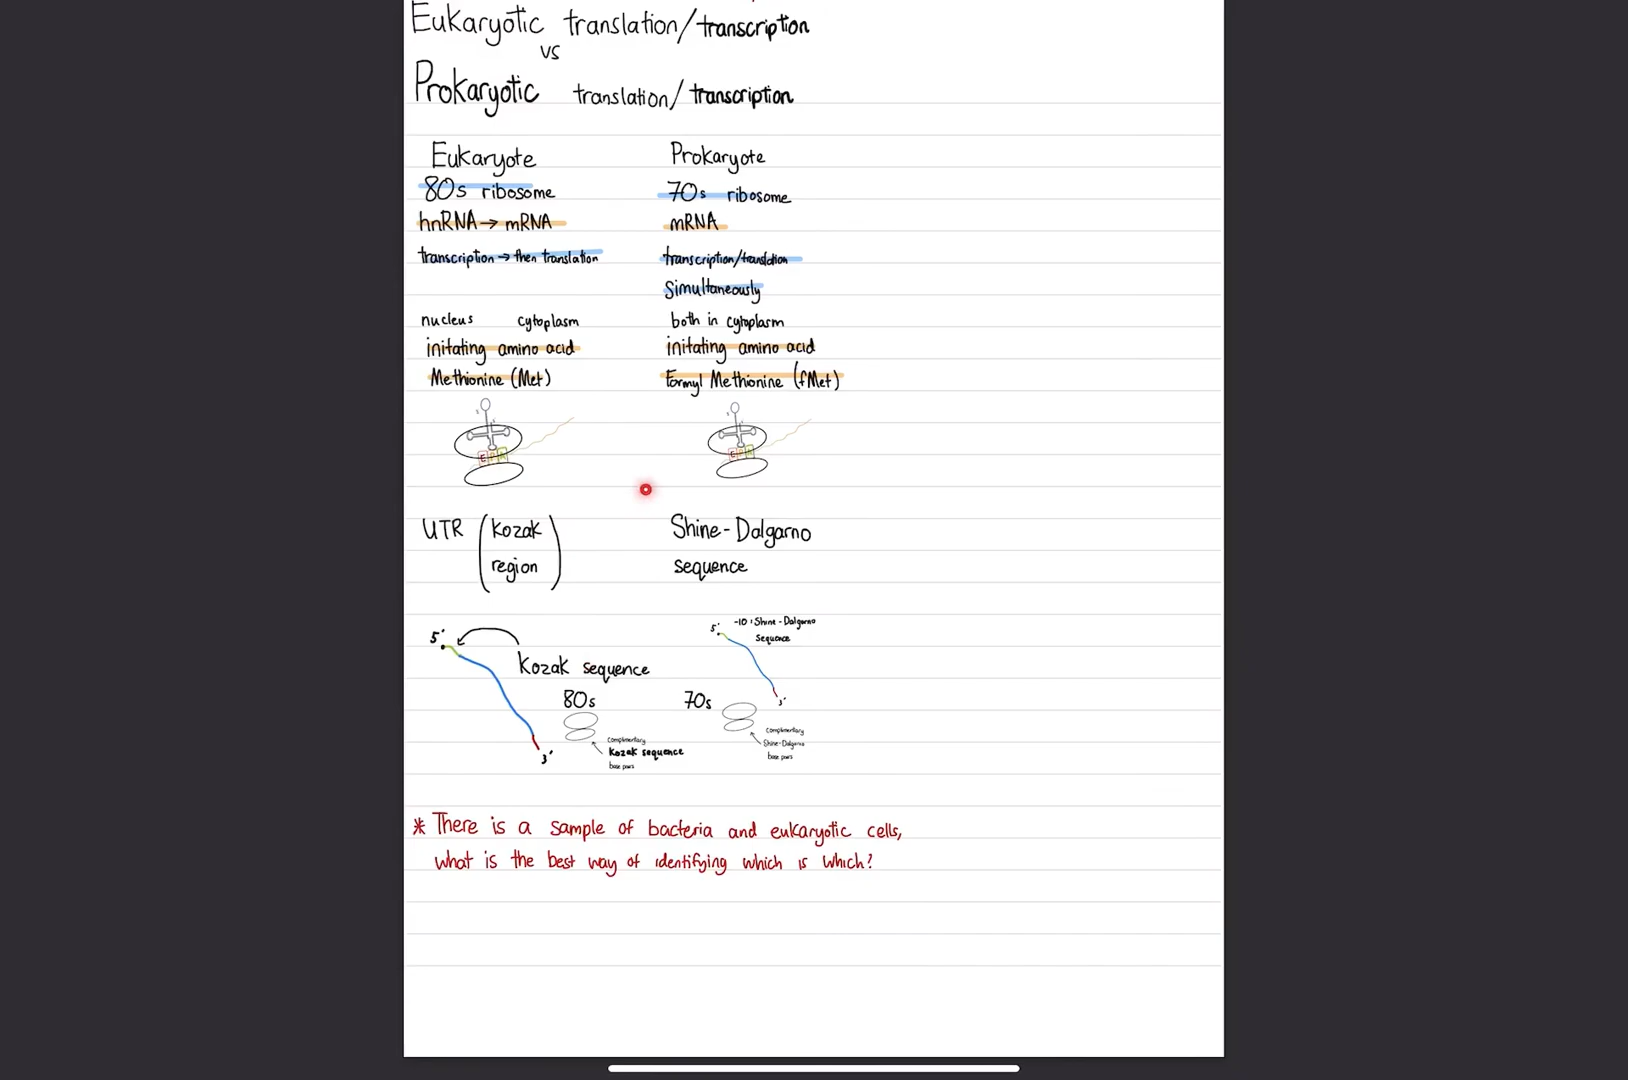 Eukaryotic translation/transcription
vs
Prokaryotic translation/transcription
Eukaryote
80s ribosome
hnRNA → mRNA
transcription → then translation
nucleus cytoplasm
initating amino acid
Methionine (Met)
E P A
UTR (Kozak region)
Prokaryote
70s ribosome
mRNA
transcription/translation
Simultaneously
both in cytoplasm
initating amino acid
Formyl Methionine (fMet)
E P A
Shine-Dalgarno
sequence
5'
Kozak sequence
80s
3'
complimentary
Kozak sequence
base pairs
5'
-10: Shine-Dalgarno
sequence
70s
3'
complimentary
Shine-Dalgarno
base pairs
* There is a sample of bacteria and eukaryotic cells,
what is the best way of identifying which is which?